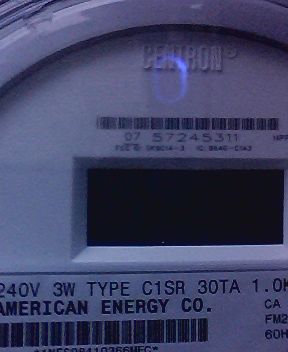 CENTRON®
07 57245311
240V 3W TYPE C1SR 30TA 1.0K
AMERICAN ENERGY CO.
CA
FM2
60H